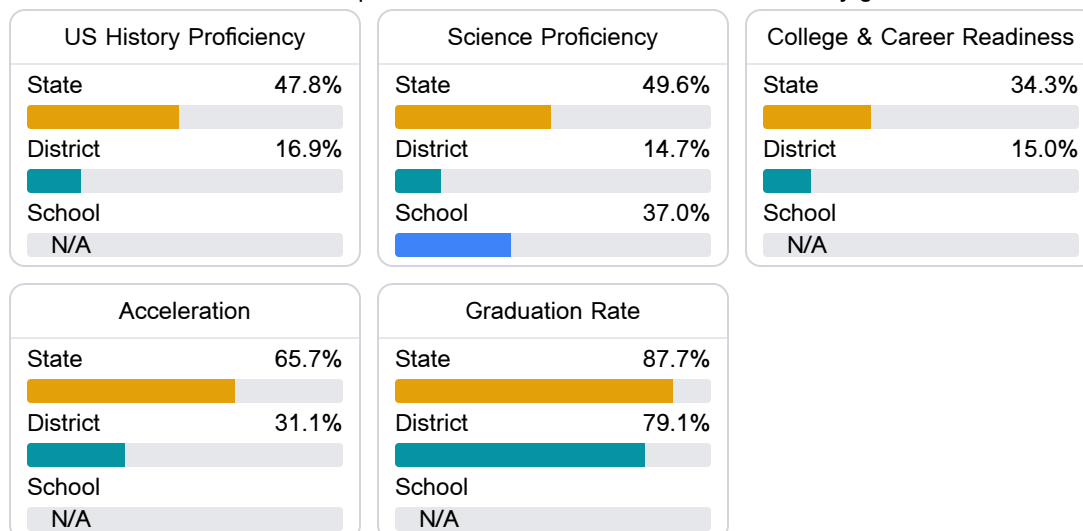 US History Proficiency
State 47.8%
District 16.9%
School
N/A
Science Proficiency
State 49.6%
District 14.7%
School 37.0%
College & Career Readiness
State 34.3%
District 15.0%
School
N/A
Acceleration
State 65.7%
District 31.1%
School
N/A
Graduation Rate
State 87.7%
District 79.1%
School
N/A